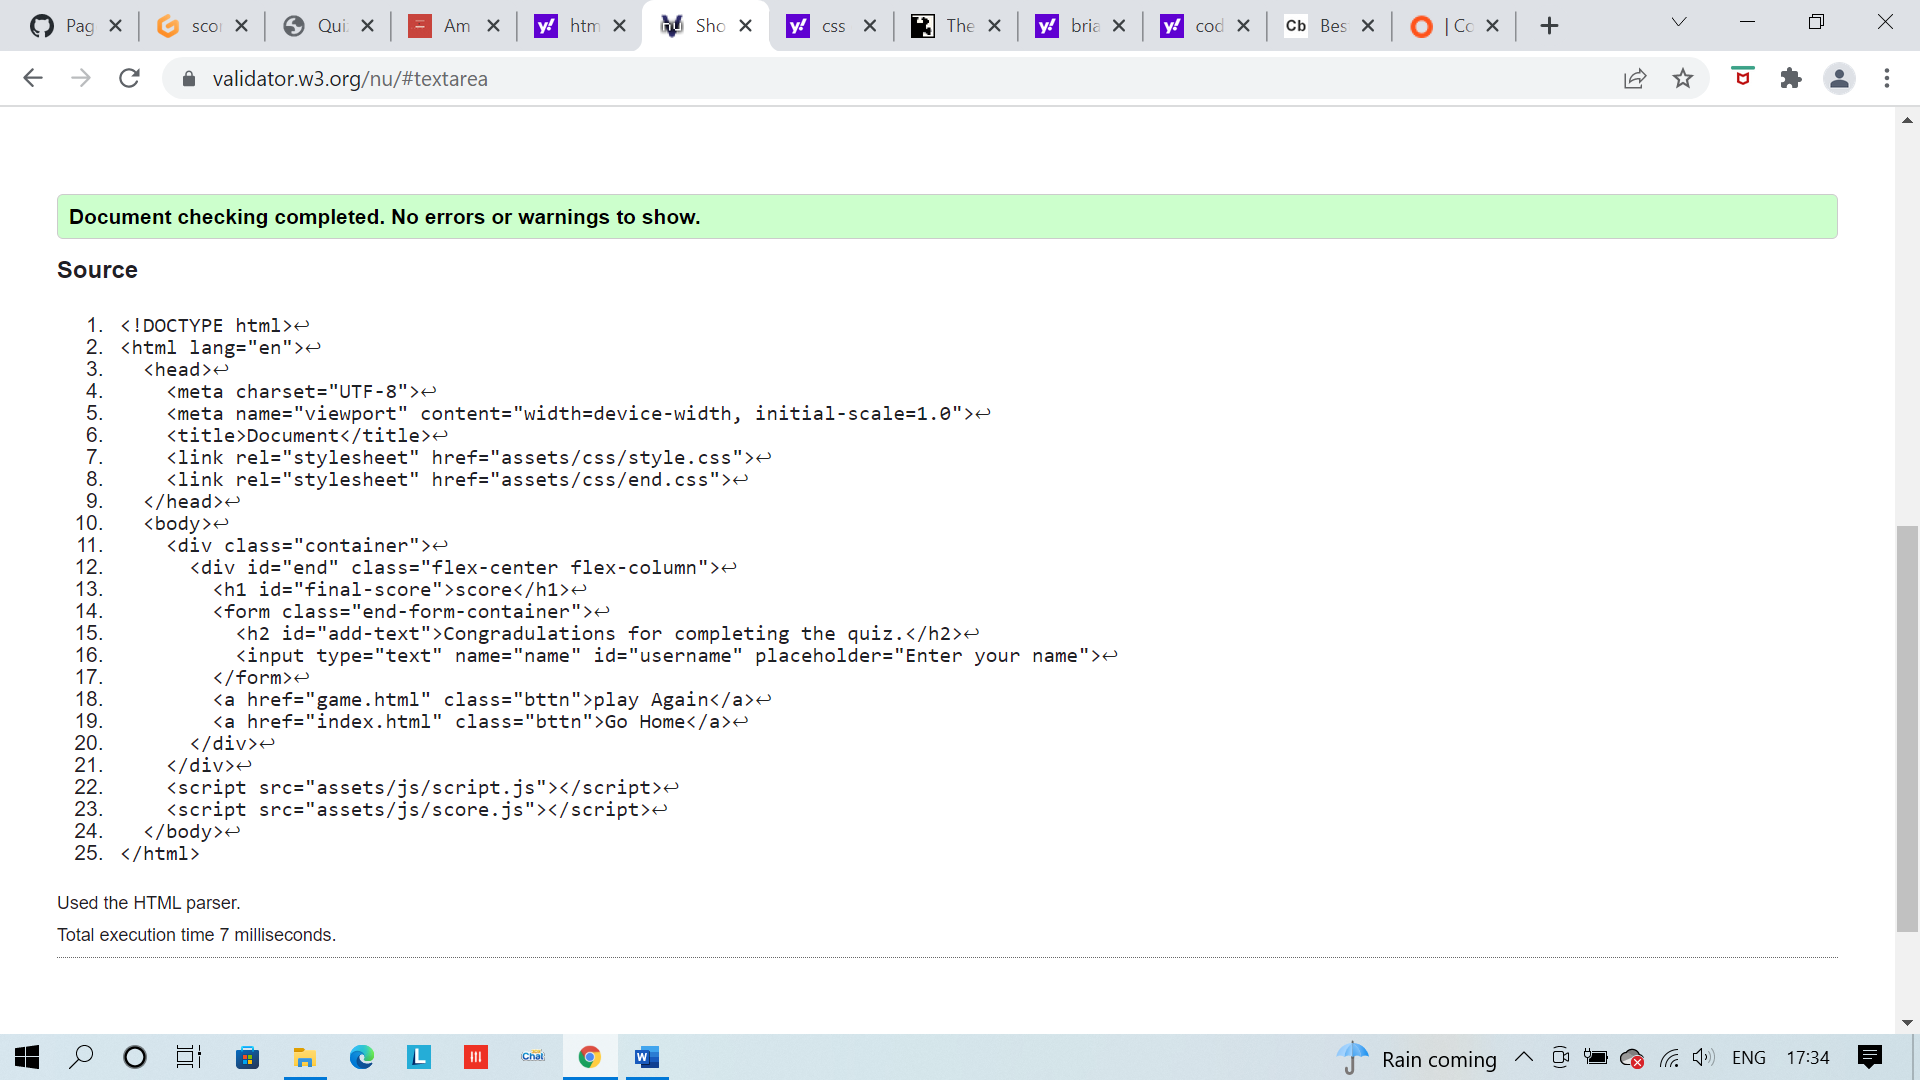 Pag
scor
Qui
Am
htm
Sho
css
The
bria
cod
Cb Bes
| Co
validator.w3.org/nu/#textarea
Document checking completed. No errors or warnings to show.
Source
1. <!DOCTYPE html>↩
2. <html lang="en">↩
3. <head>↩
4. <meta charset="UTF-8">↩
5. <meta name="viewport" content="width=device-width, initial-scale=1.0">↩
6. <title>Document</title>↩
7. <link rel="stylesheet" href="assets/css/style.css">↩
8. <link rel="stylesheet" href="assets/css/end.css">↩
9. </head>↩
10. <body>↩
11. <div class="container">↩
12. <div id="end" class="flex-center flex-column">↩
13. <h1 id="final-score">score</h1>↩
14. <form class="end-form-container">↩
15. <h2 id="add-text">Congradulations for completing the quiz.</h2>↩
16. <input type="text" name="name" id="username" placeholder="Enter your name">↩
17. </form>↩
18. <a href="game.html" class="bttn">play Again</a>↩
19. <a href="index.html" class="bttn">Go Home</a>↩
20. </div>↩
21. </div>↩
22. <script src="assets/js/script.js"></script>↩
23. <script src="assets/js/score.js"></script>↩
24. </body>↩
25. </html>
Used the HTML parser.
Total execution time 7 milliseconds.
Rain coming
ENG
17:34